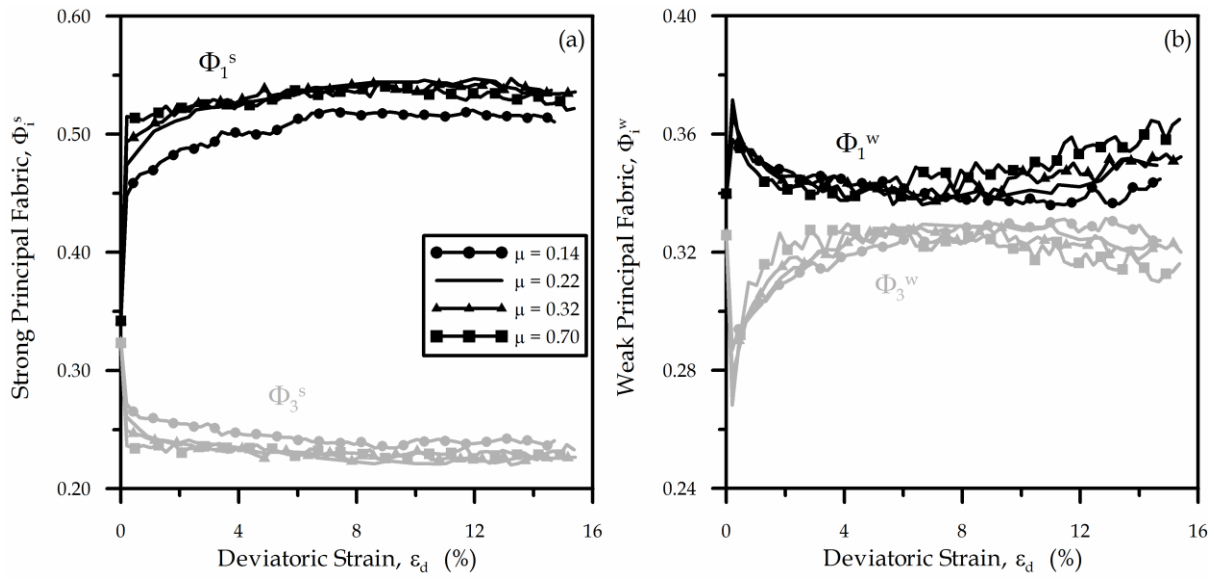 0.60
0.50
0.40
0.30
0.20
Strong Principal Fabric, Φᵢˢ
(a)
Φ₁ˢ
μ = 0.14
μ = 0.22
μ = 0.32
μ = 0.70
Φ₃ˢ
0 4 8 12 16
Deviatoric Strain, ε_d (%)
0.40
0.36
0.32
0.28
0.24
Weak Principal Fabric, Φᵢʷ
(b)
Φ₁ʷ
Φ₃ʷ
0 4 8 12 16
Deviatoric Strain, ε_d (%)